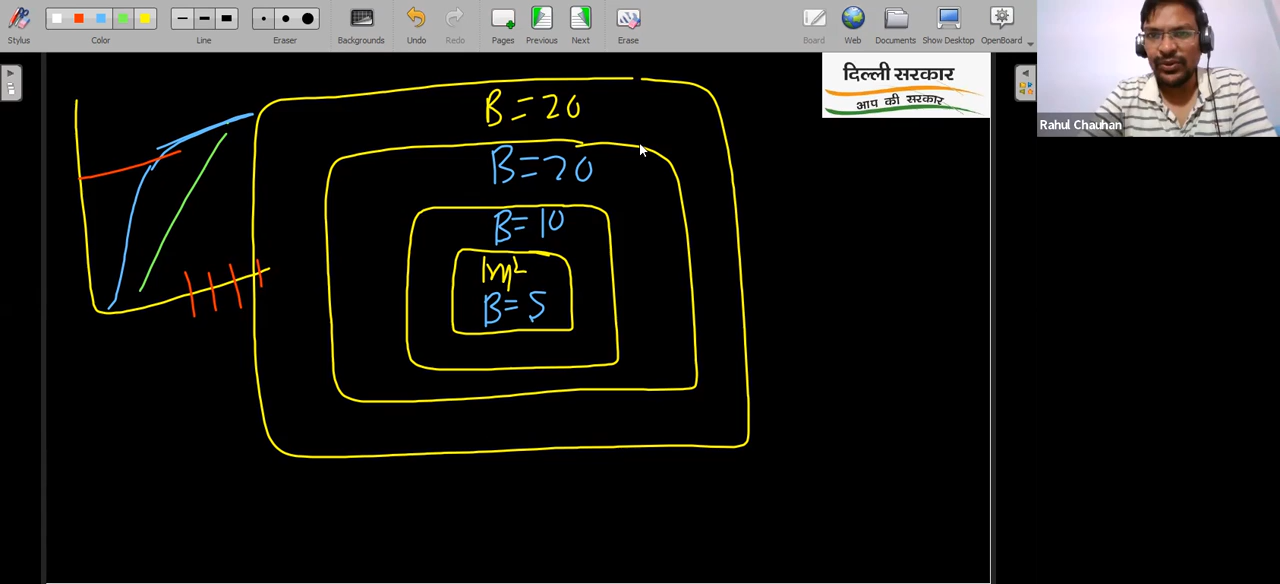 Stylus
Color
Line
Eraser
Backgrounds
Undo
Redo
Pages
Previous
Next
Erase
Board
Web
Documents
Show Desktop
OpenBoard
दिल्ली सरकार
आप की सरकार
Rahul Chauhan
B = 20
B = 20
B = 10
1m²
B = 5